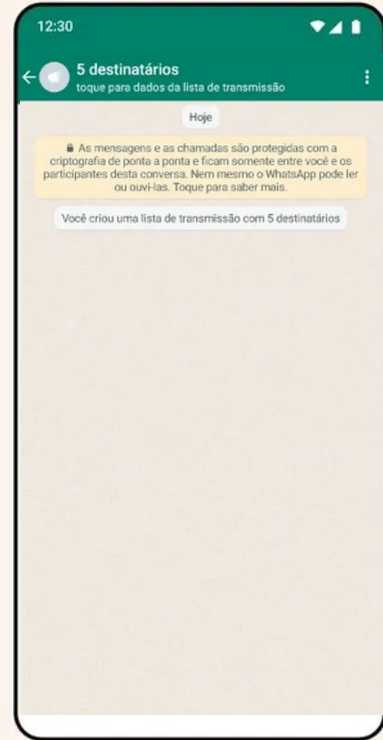 12:30
5 destinatários
toque para dados da lista de transmissão
Hoje
As mensagens e as chamadas são protegidas com a
criptografia de ponta a ponta e ficam somente entre você e os
participantes desta conversa. Nem mesmo o WhatsApp pode ler
ou ouvi-las. Toque para saber mais.
Você criou uma lista de transmissão com 5 destinatários